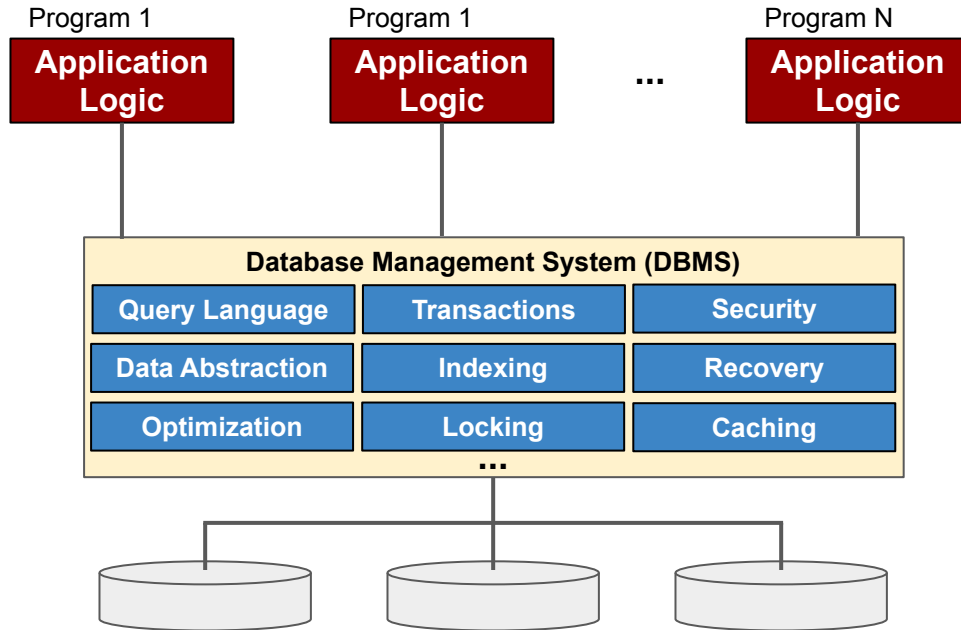 Program 1
Program 1
Program N
Application
Logic
Application
Logic
...
Application
Logic
Database Management System (DBMS)
Query Language
Transactions
Security
Data Abstraction
Indexing
Recovery
Optimization
Locking
Caching
...